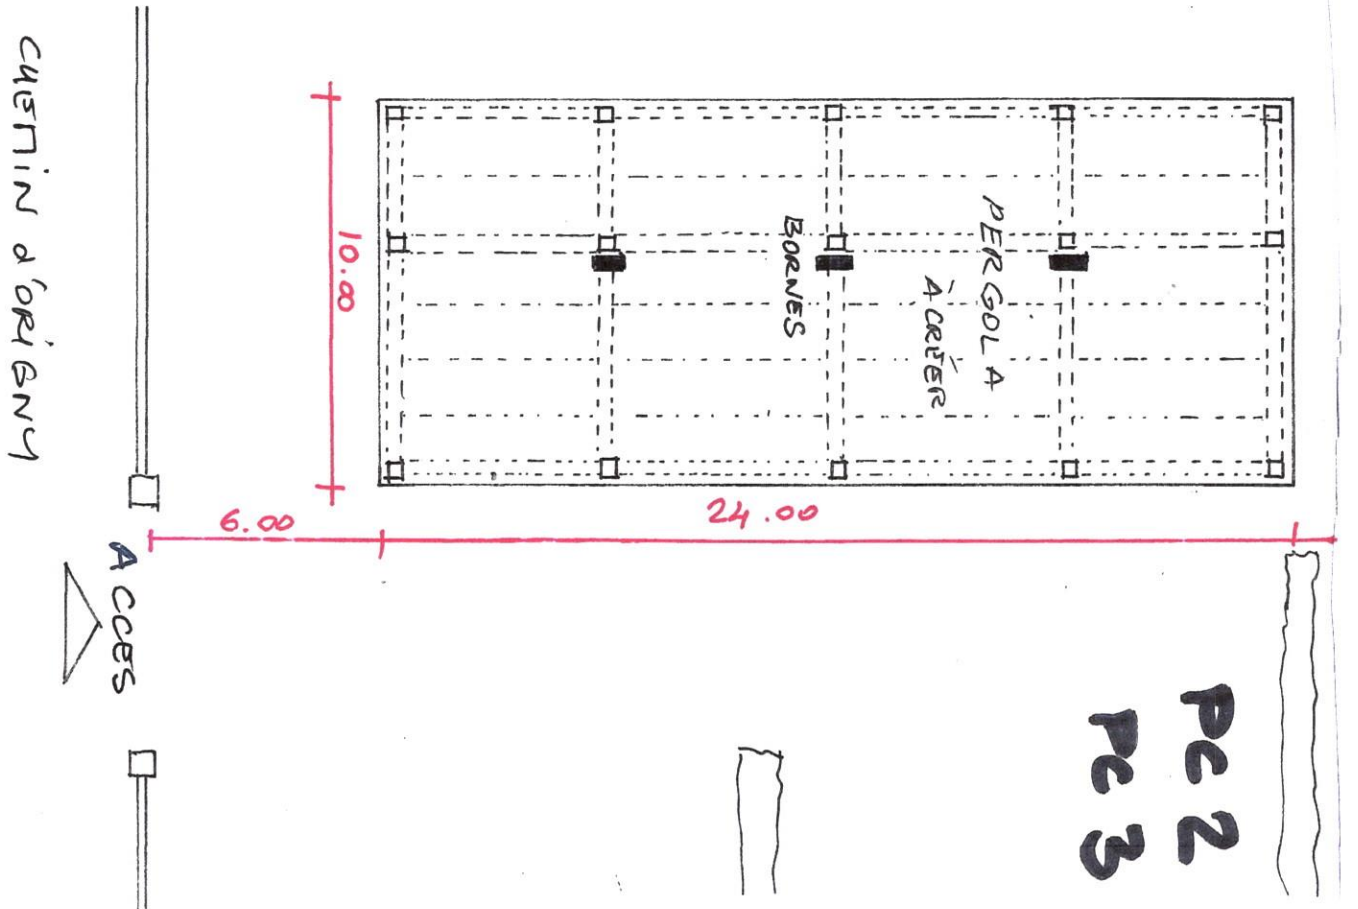 CHEMIN d'ORIGNY
ACCES
10.00
6.00
24.00
BORNES
PERGOLA
À CRÉER
PC 2
PC 3